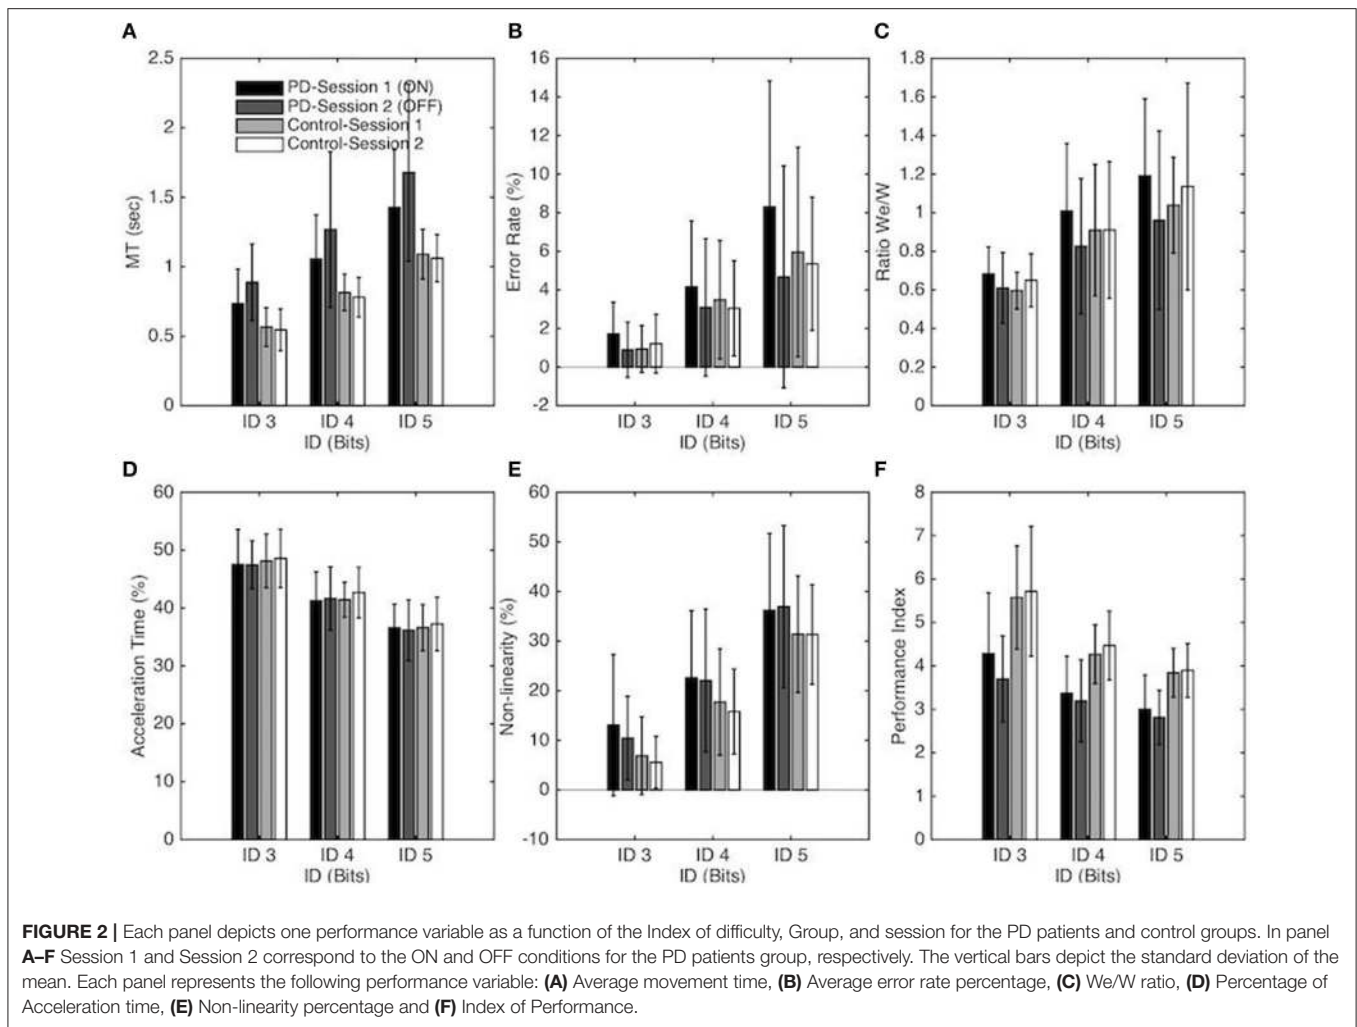 A
2.5
2
1.5
1
0.5
0
MT (sec)
PD-Session 1 (ON)
PD-Session 2 (OFF)
Control-Session 1
Control-Session 2
ID 3 ID 4 ID 5
ID (Bits)
B
16
14
12
10
8
6
4
2
0
-2
Error Rate (%)
ID 3 ID 4 ID 5
ID (Bits)
C
1.8
1.6
1.4
1.2
1
0.8
0.6
0.4
0.2
0
Ratio We/W
ID 3 ID 4 ID 5
ID (Bits)
D
60
50
40
30
20
10
0
Acceleration Time (%)
ID 3 ID 4 ID 5
ID (Bits)
E
60
50
40
30
20
10
0
-10
Non-linearity (%)
ID 3 ID 4 ID 5
ID (Bits)
F
8
7
6
5
4
3
2
1
0
Performance Index
ID 3 ID 4 ID 5
ID (Bits)
FIGURE 2 | Each panel depicts one performance variable as a function of the Index of difficulty, Group, and session for the PD patients and control groups. In panel
A–F Session 1 and Session 2 correspond to the ON and OFF conditions for the PD patients group, respectively. The vertical bars depict the standard deviation of the
mean. Each panel represents the following performance variable: (A) Average movement time, (B) Average error rate percentage, (C) We/W ratio, (D) Percentage of
Acceleration time, (E) Non-linearity percentage and (F) Index of Performance.